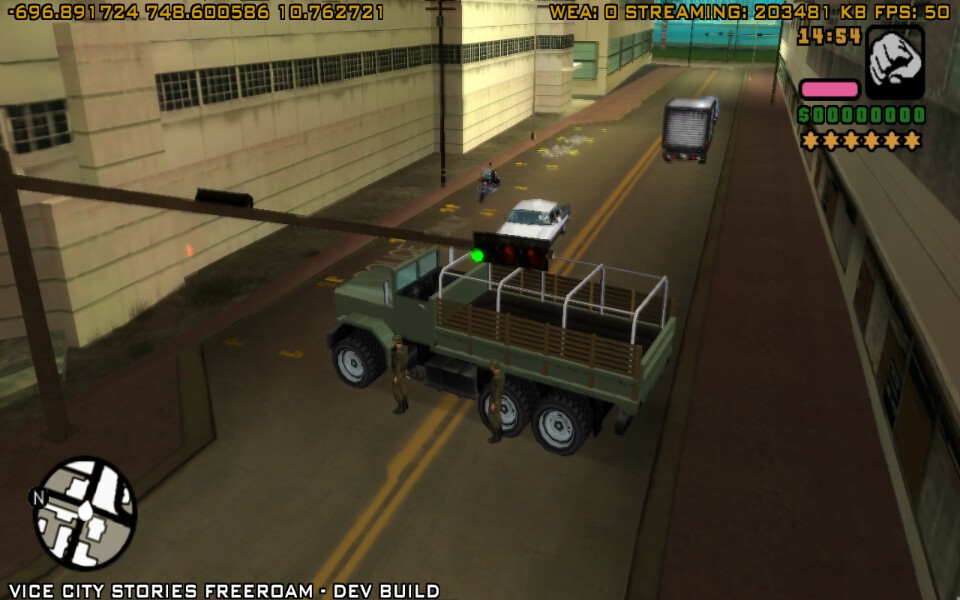 -696.891724 748.600586 10.762721
WEA: 0 STREAMING: 203481 KB FPS: 50
14:54
$00000000
N
VICE CITY STORIES FREEROAM - DEV BUILD